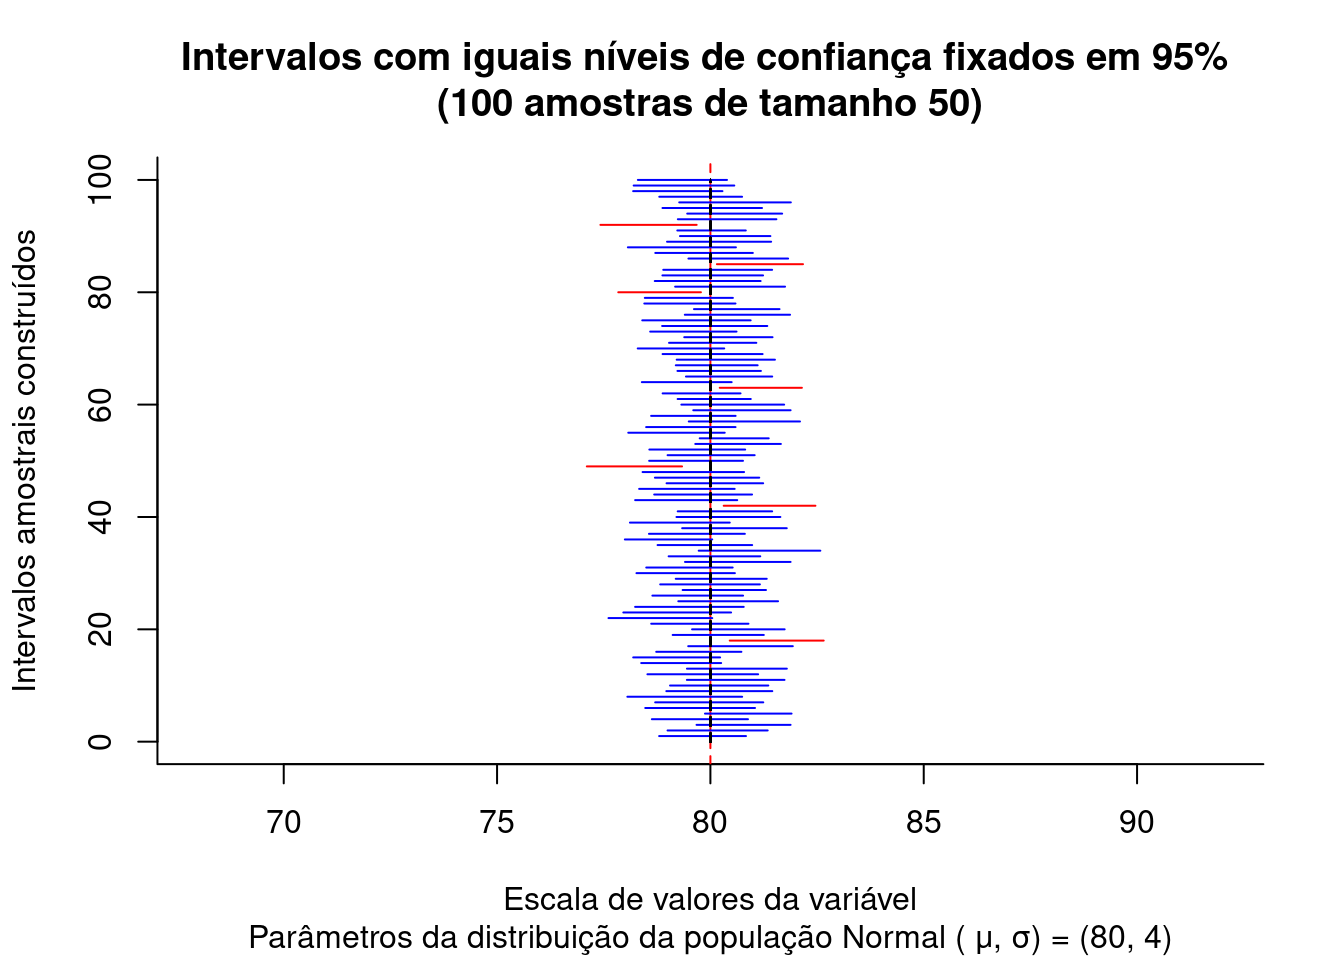 Intervalos com iguais níveis de confiança fixados em 95%
(100 amostras de tamanho 50)
Intervalos amostrais construídos
100
80
60
40
20
0
70 75 80 85 90
Escala de valores da variável
Parâmetros da distribuição da população Normal ( μ, σ) = (80, 4)